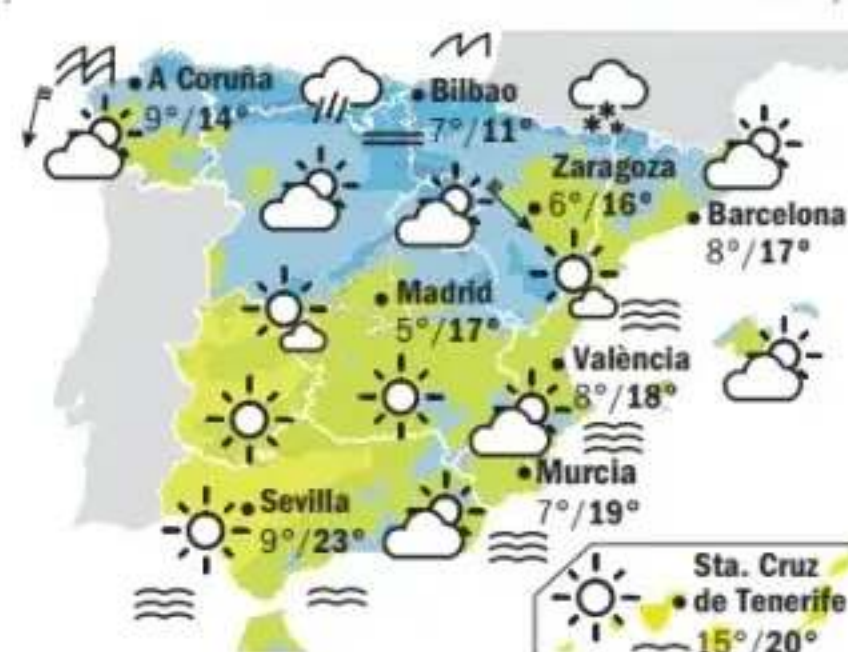 A Coruña
9°/14°
Bilbao
7°/11°
Zaragoza
6°/16°
Barcelona
8°/17°
Madrid
5°/17°
València
8°/18°
Murcia
7°/19°
Sevilla
9°/23°
Sta. Cruz
de Tenerife
15°/20°